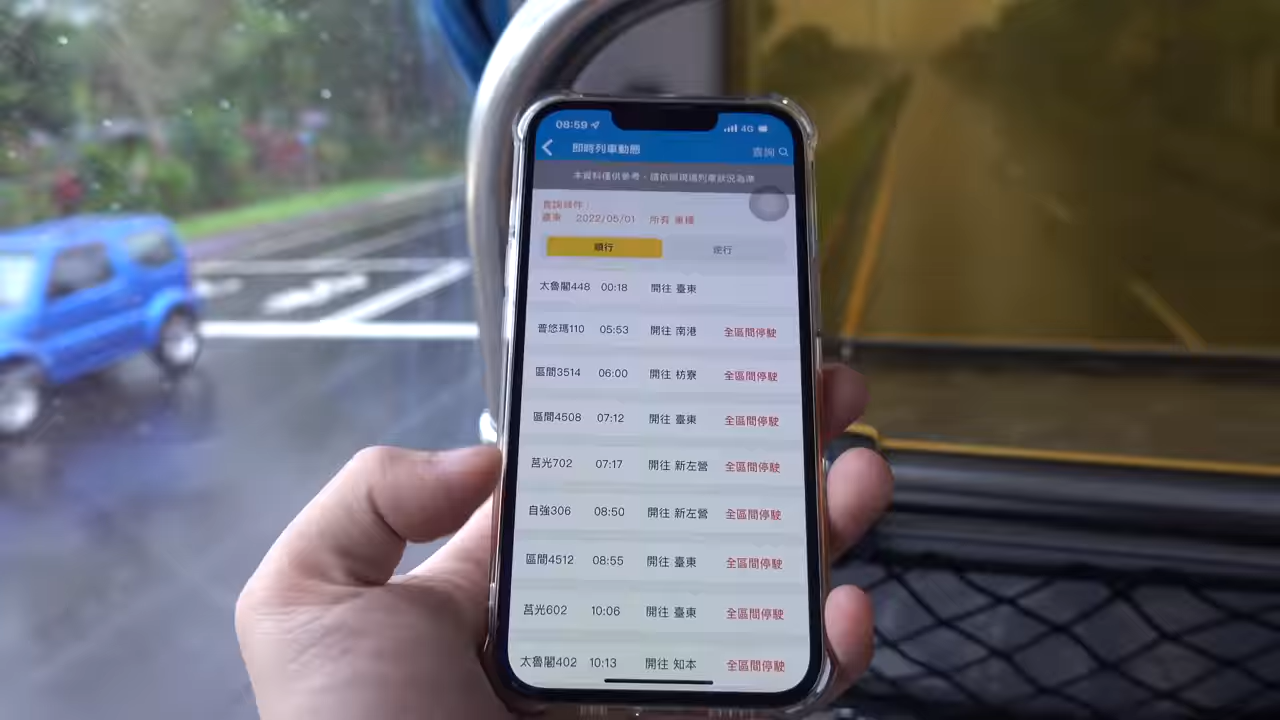 08:59 4G
即時列車動態 查詢
本資料僅供參考，請依照現場列車狀況為準
查詢條件：
臺東 2022/05/01 所有 車種
順行 逆行
太魯閣448 00:18 開往 臺東
普悠瑪110 05:53 開往 南港 全區間停駛
區間3514 06:00 開往 枋寮 全區間停駛
區間4508 07:12 開往 臺東 全區間停駛
莒光702 07:17 開往 新左營 全區間停駛
自強306 08:50 開往 新左營 全區間停駛
區間4512 08:55 開往 臺東 全區間停駛
莒光602 10:06 開往 臺東 全區間停駛
太魯閣402 10:13 開往 知本 全區間停駛